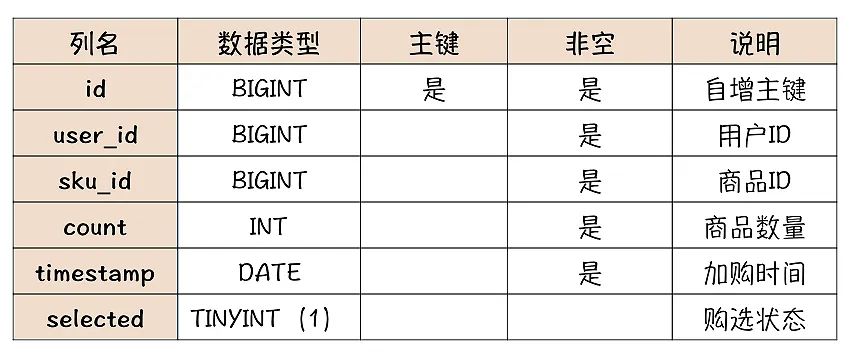 列名 数据类型 主键 非空 说明
id BIGINT 是 是 自增主键
user_id BIGINT 是 用户ID
sku_id BIGINT 是 商品ID
count INT 是 商品数量
timestamp DATE 是 加购时间
selected TINYINT（1） 购选状态